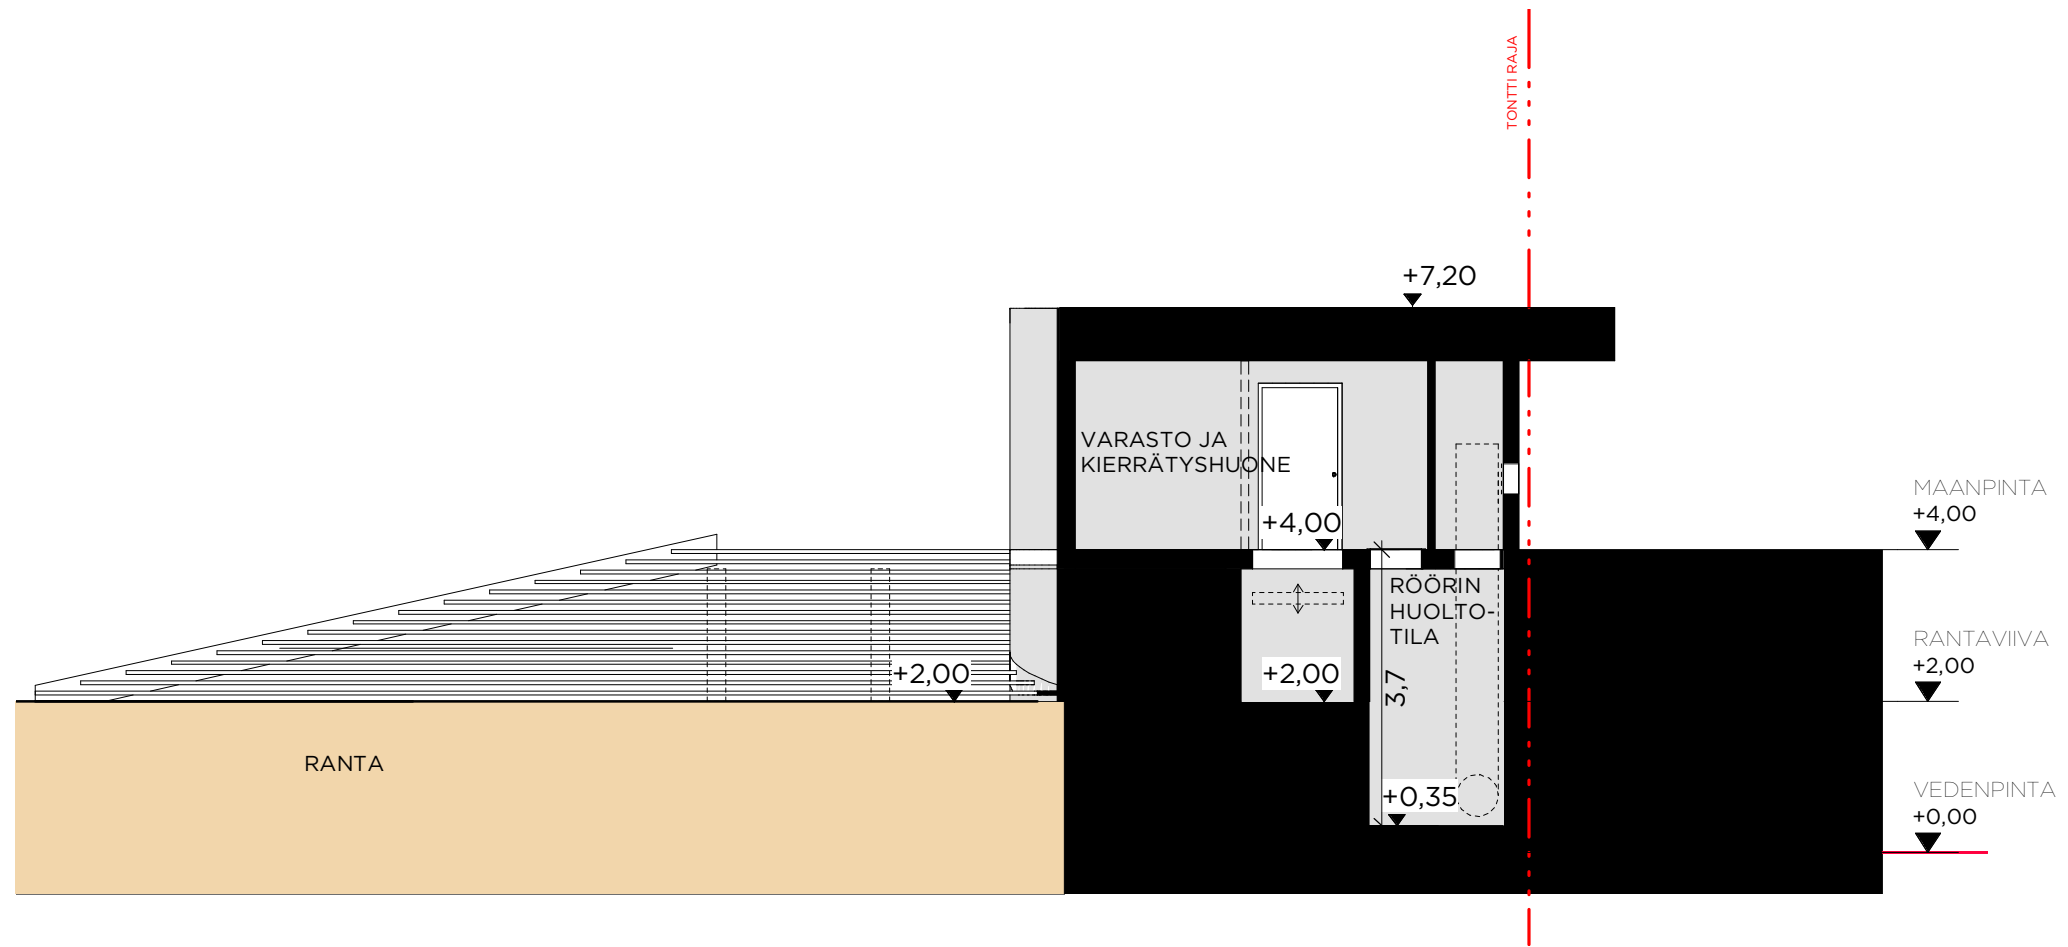 TONTTI RAJA
+7,20
VARASTO JA
KIERRÄTYSHUONE
+4,00
MAANPINTA
+4,00
RÖÖRIN
HUOLTO-
TILA
RANTAVIIVA
+2,00
+2,00
+2,00
3,7
RANTA
+0,35
VEDENPINTA
+0,00